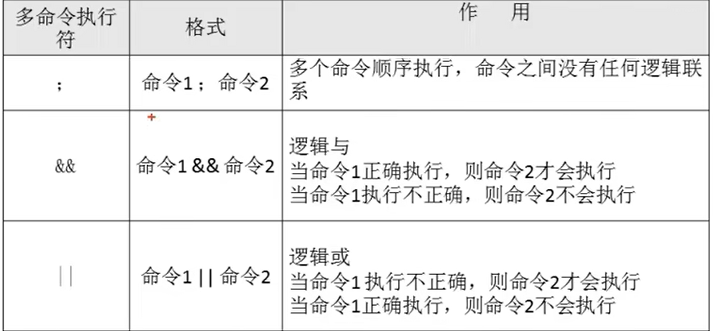 多命令执行
符
格式
作 用
；
命令1 ；命令2
多个命令顺序执行，命令之间没有任何逻辑联
系
&&
命令1 && 命令2
逻辑与
当命令1正确执行，则命令2才会执行
当命令1执行不正确，则命令2不会执行
||
命令1 || 命令2
逻辑或
当命令1 执行不正确，则命令2才会执行
当命令1正确执行，则命令2不会执行